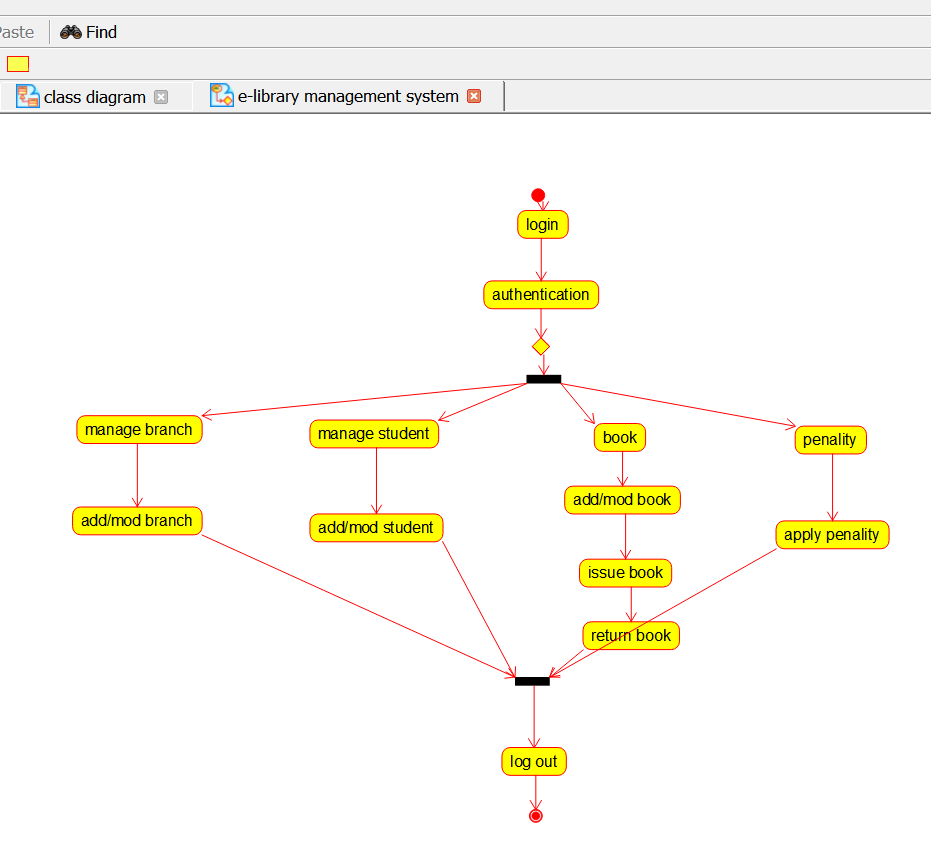 aste
Find
class diagram
e-library management system
login
authentication
manage branch
manage student
book
penality
add/mod branch
add/mod student
add/mod book
apply penality
issue book
return book
log out